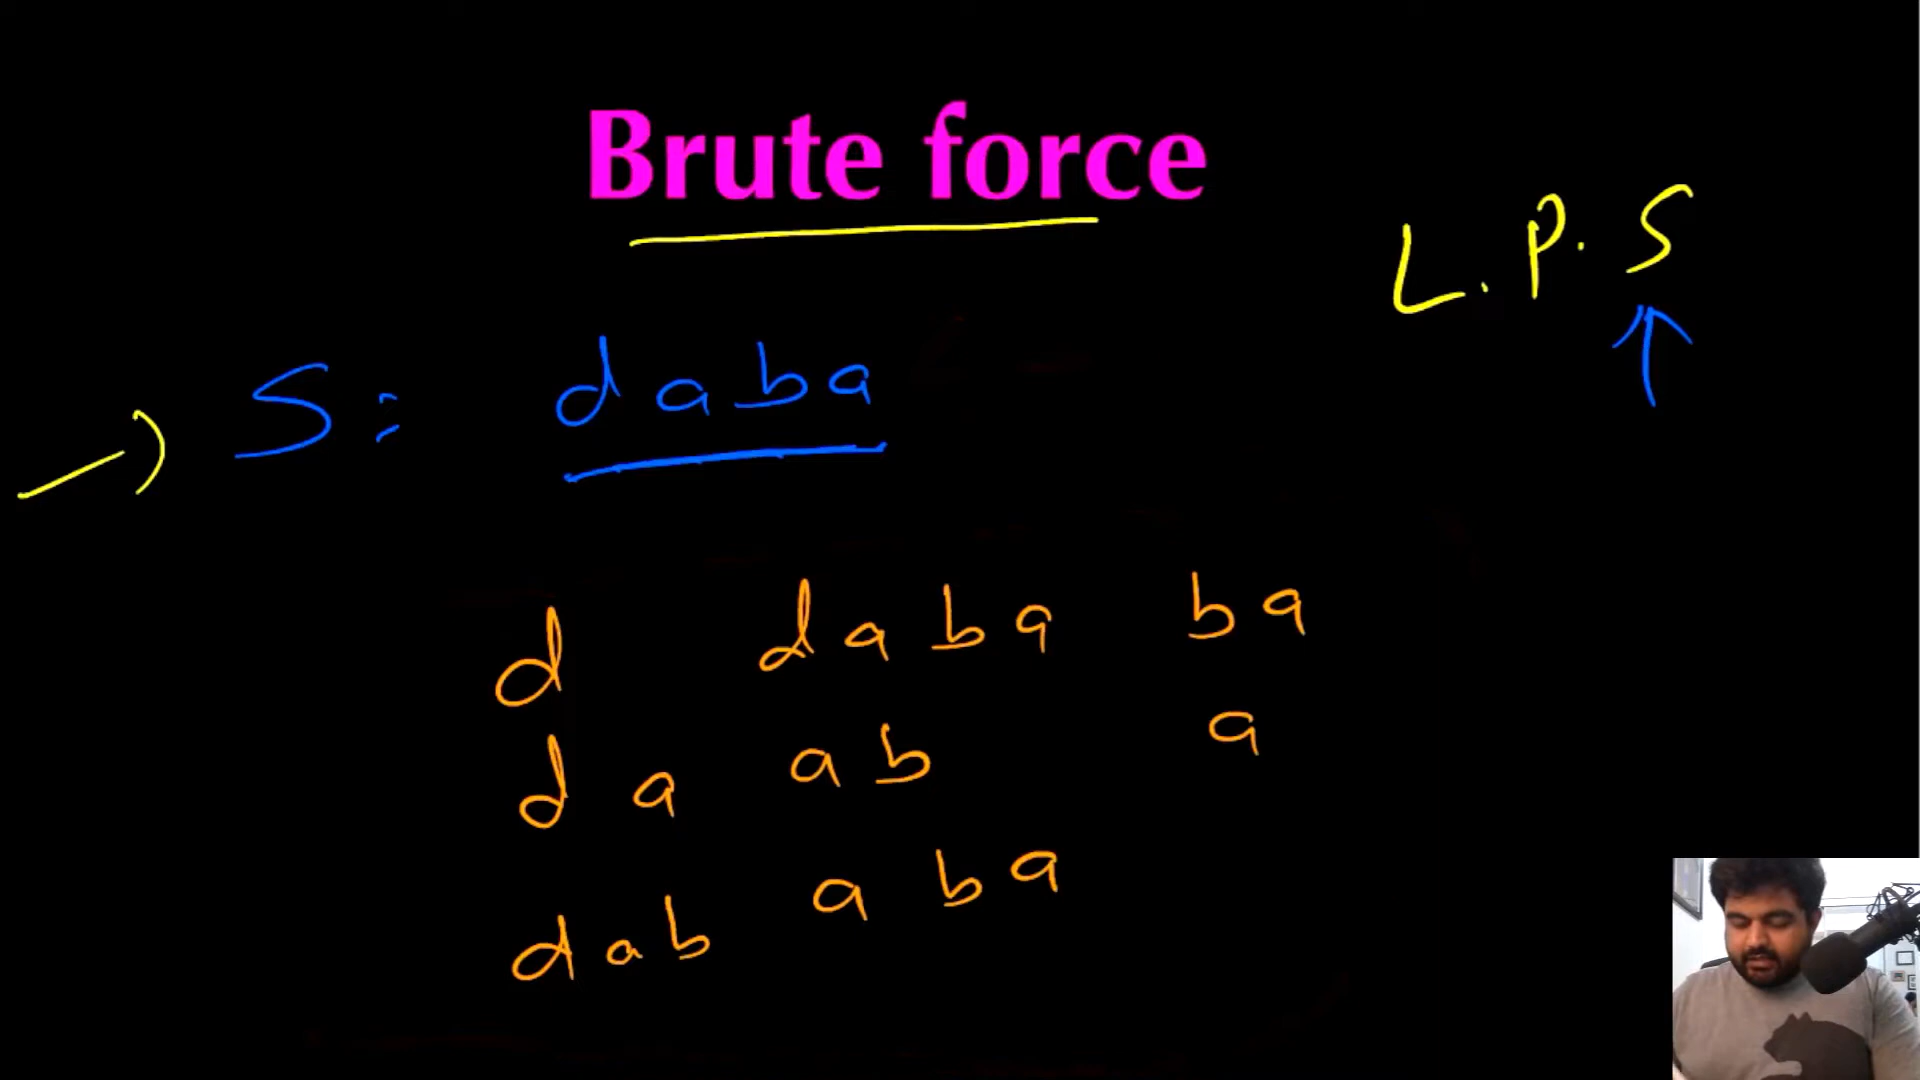 Brute force
L.P.S
S= daba
d daba ba
da ab a
dab aba